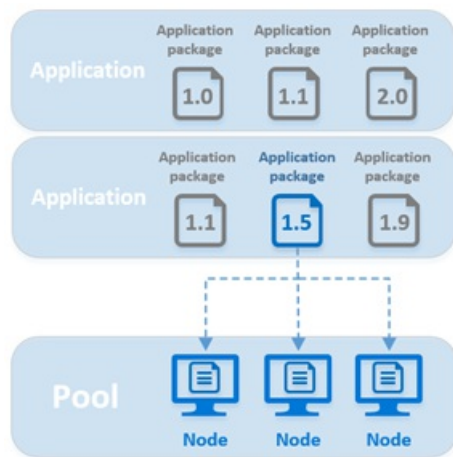 Application package
Application package
Application package
Application
1.0
1.1
2.0
Application package
Application package
Application package
Application
1.1
1.5
1.9
Pool
Node
Node
Node